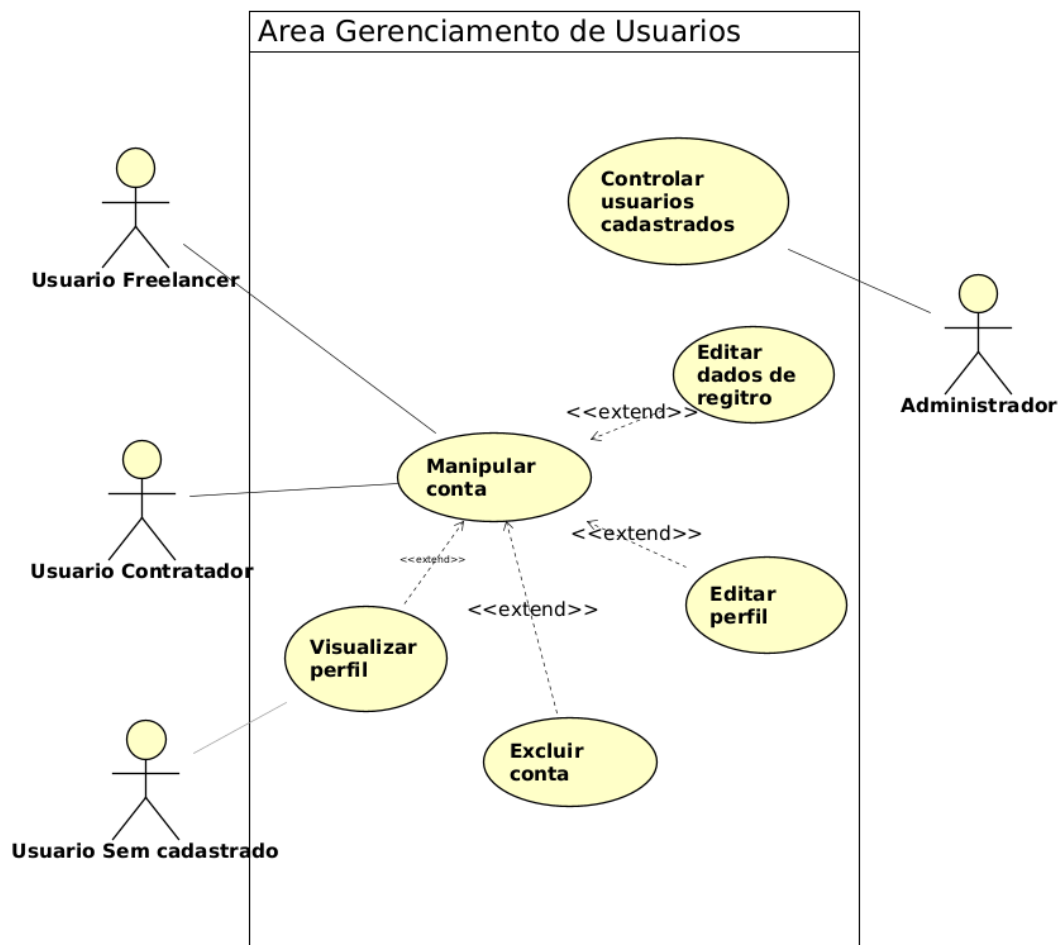 Area Gerenciamento de Usuarios
Controlar
usuarios
cadastrados
Usuario Freelancer
Administrador
Editar
dados de
regitro
<<extend>>
Manipular
conta
Usuario Contratador
<<extend>>
<<extend>>
<<extend>>
Editar
perfil
Visualizar
perfil
Excluir
conta
Usuario Sem cadastrado